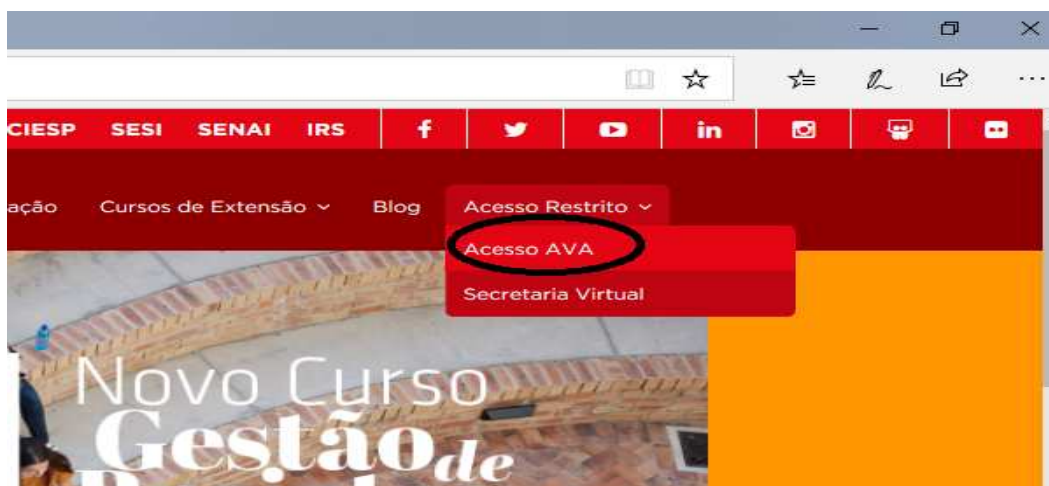 CIESP SESI SENAI IRS
ação Cursos de Extensão Blog Acesso Restrito
Acesso AVA
Secretaria Virtual
Novo Curso
Gestão de